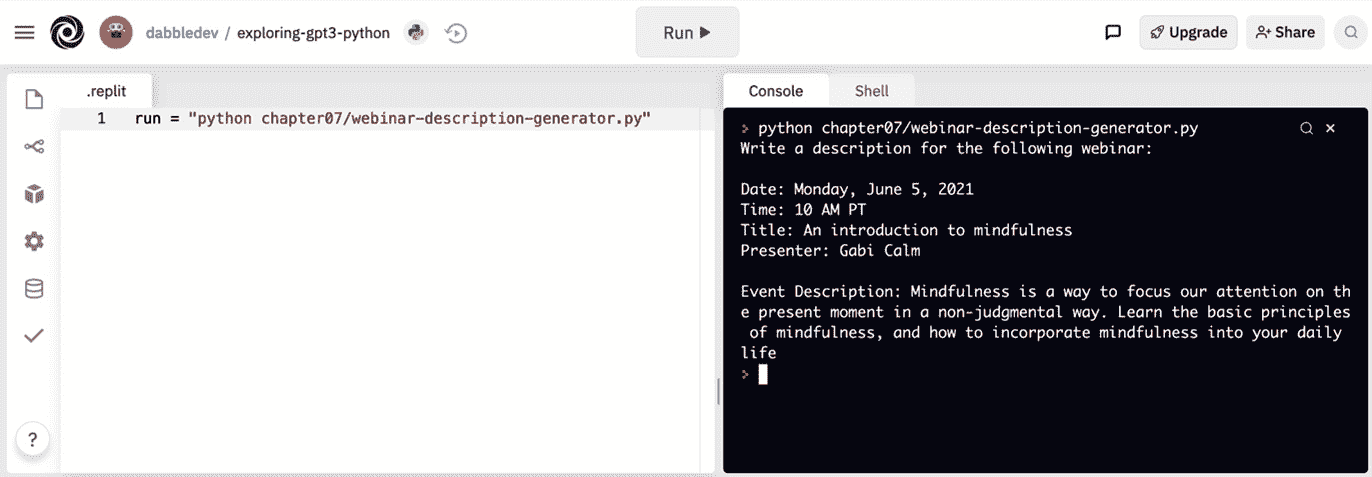 dabbledev / exploring-gpt3-python
Run
Upgrade
Share
.replit
1 run = "python chapter07/webinar-description-generator.py"
?
Console Shell
> python chapter07/webinar-description-generator.py
Write a description for the following webinar:
Date: Monday, June 5, 2021
Time: 10 AM PT
Title: An introduction to mindfulness
Presenter: Gabi Calm
Event Description: Mindfulness is a way to focus our attention on th
e present moment in a non-judgmental way. Learn the basic principles
of mindfulness, and how to incorporate mindfulness into your daily
life
>